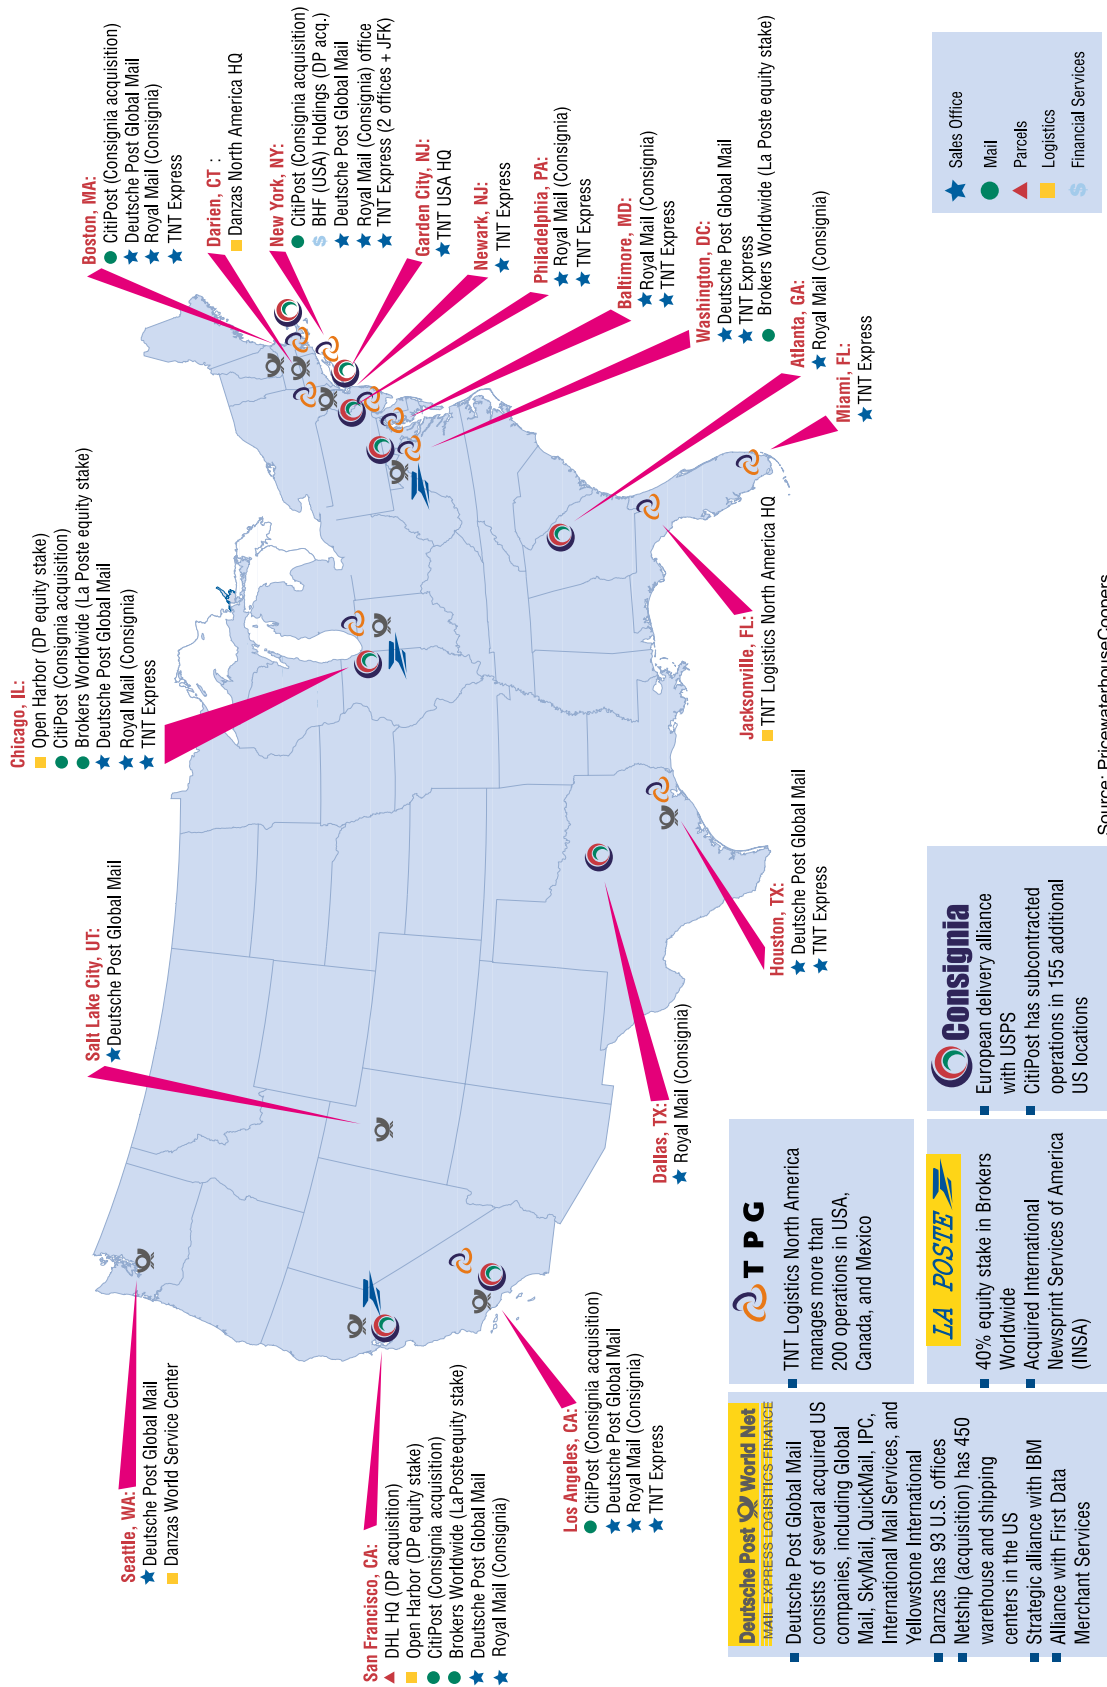 Seattle, WA:
Deutsche Post Global Mail
Danzas World Service Center
San Francisco, CA:
DHL HQ (DP acquisition)
Open Harbor (DP equity stake)
CitiPost (Consignia acquisition)
Brokers Worldwide (LaPosteequity stake)
Deutsche Post Global Mail
Royal Mail (Consignia)
Los Angeles, CA:
CitiPost (Consignia acquisition)
Deutsche Post Global Mail
Royal Mail (Consignia)
TNT Express
Salt Lake City, UT:
Deutsche Post Global Mail
Dallas, TX:
Royal Mail (Consignia)
Houston, TX:
Deutsche Post Global Mail
TNT Express
Chicago, IL:
Open Harbor (DP equity stake)
CitiPost (Consignia acquisition)
Brokers Worldwide (La Poste equity stake)
Deutsche Post Global Mail
Royal Mail (Consignia)
TNT Express
Jacksonville, FL:
TNT Logistics North America HQ
Boston, MA:
CitiPost (Consignia acquisition)
Deutsche Post Global Mail
Royal Mail (Consignia)
TNT Express
Darien, CT :
Danzas North America HQ
New York, NY:
CitiPost (Consignia acquisition)
$ BHF (USA) Holdings (DP acq.)
Deutsche Post Global Mail
Royal Mail (Consignia) office
TNT Express (2 offices + JFK)
Garden City, NJ:
TNT USA HQ
Newark, NJ:
TNT Express
Philadelphia, PA:
Royal Mail (Consignia)
TNT Express
Baltimore, MD:
Royal Mail (Consignia)
TNT Express
Washington, DC:
Deutsche Post Global Mail
TNT Express
Brokers Worldwide (La Poste equity stake)
Atlanta, GA:
Royal Mail (Consignia)
Miami, FL:
TNT Express
Deutsche Post World Net
MAIL EXPRESS LOGISITICS FINANCE
Deutsche Post Global Mail
consists of several acquired US
companies, including Global
Mail, SkyMail, QuickMail, IPC,
International Mail Services, and
Yellowstone International
Danzas has 93 U.S. offices
Netship (acquisition) has 450
warehouse and shipping
centers in the US
Strategic alliance with IBM
Alliance with First Data
Merchant Services
TPG
TNT Logistics North America
manages more than
200 operations in USA,
Canada, and Mexico
LA POSTE
40% equity stake in Brokers
Worldwide
Acquired International
Newsprint Services of America
(INSA)
Consignia
European delivery alliance
with USPS
CitiPost has subcontracted
operations in 155 additional
US locations
Sales Office
Mail
Parcels
Logistics
$ Financial Services
Source: PricewaterhouseCoopers